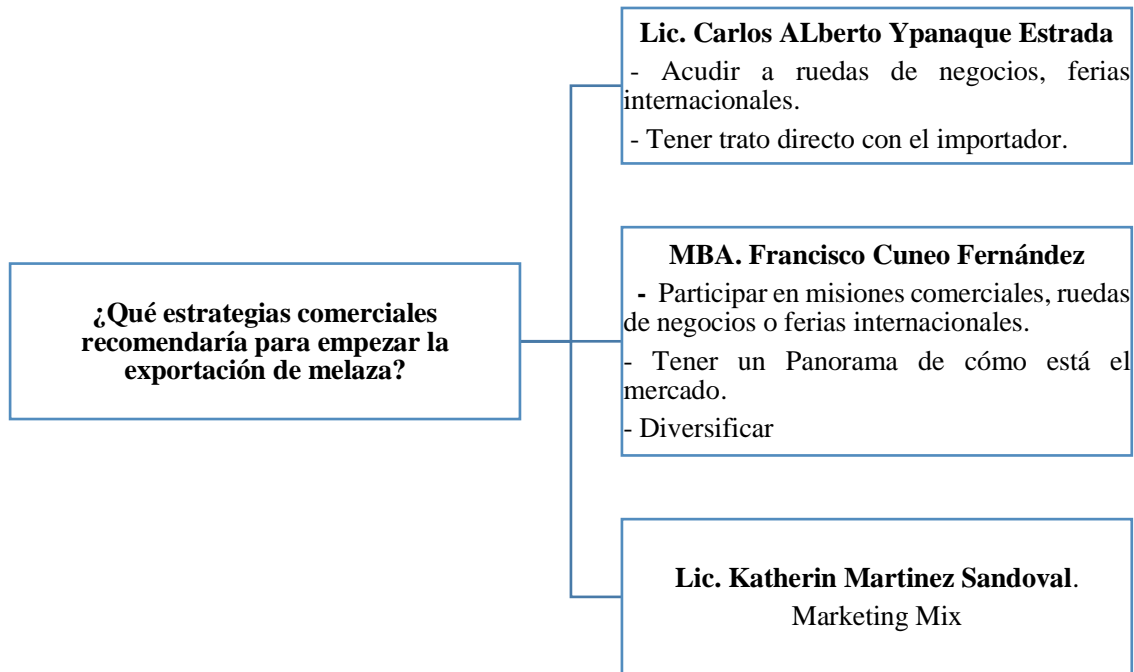 ¿Qué estrategias comerciales
recomendaría para empezar la
exportación de melaza?
Lic. Carlos ALberto Ypanaque Estrada
- Acudir a ruedas de negocios, ferias
internacionales.
- Tener trato directo con el importador.
MBA. Francisco Cuneo Fernández
- Participar en misiones comerciales, ruedas
de negocios o ferias internacionales.
- Tener un Panorama de cómo está el
mercado.
- Diversificar
Lic. Katherin Martinez Sandoval.
Marketing Mix